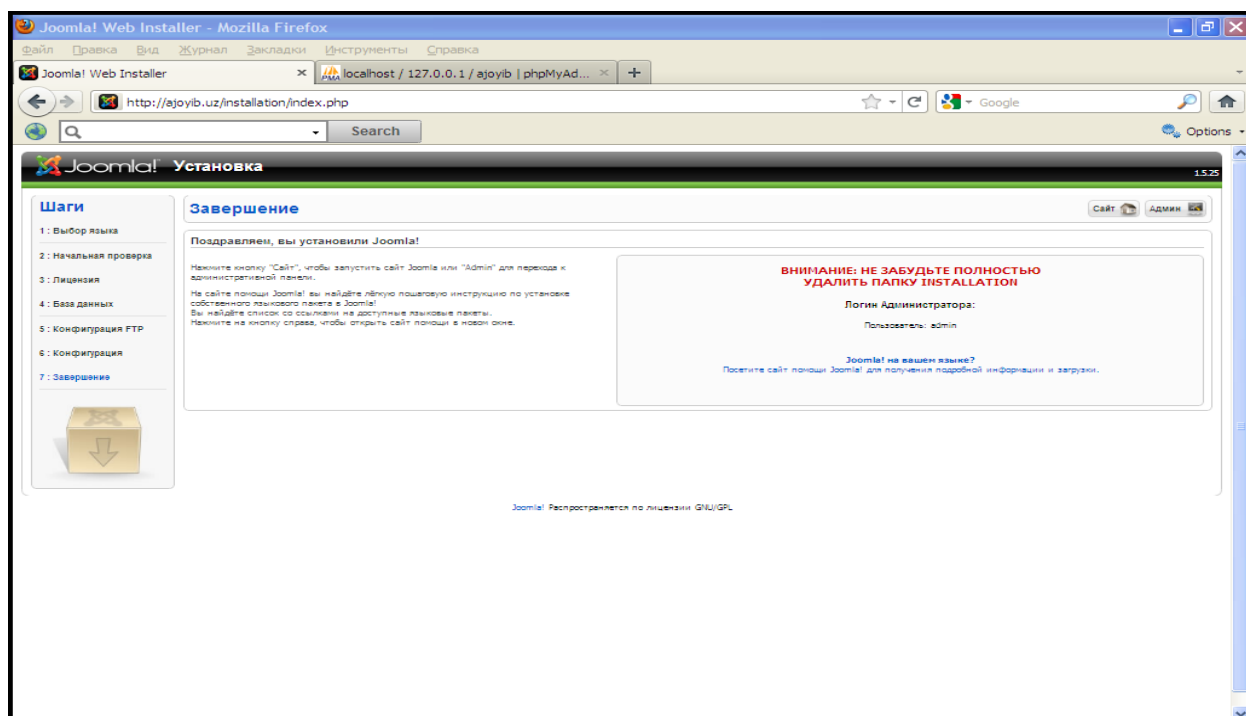 Joomla! Web Installer - Mozilla Firefox
Файл Правка Вид Журнал Закладки Инструменты Справка
Joomla! Web Installer
localhost / 127.0.0.1 / ajoyib | phpMyAd...
http://ajoyib.uz/installation/index.php
Google
Search
Options
Joomla! Установка
1.5.25
Шаги
1 : Выбор языка
2 : Начальная проверка
3 : Лицензия
4 : База данных
5 : Конфигурация FTP
6 : Конфигурация
7 : Завершение
Завершение
Сайт
Админ
Поздравляем, вы установили Joomla!
Нажмите кнопку "Сайт", чтобы запустить сайт Joomla или "Admin" для перехода к
административной панели.
На сайте помощи Joomla! вы найдёте лёгкую пошаговую инструкцию по установке
собственного языкового пакета в Joomla!
Вы найдёте список со ссылками на доступные языковые пакеты.
Нажмите на кнопку справа, чтобы открыть сайт помощи в новом окне.
ВНИМАНИЕ: НЕ ЗАБУДЬТЕ ПОЛНОСТЬЮ
УДАЛИТЬ ПАПКУ INSTALLATION
Логин Администратора:
Пользователь: admin
Joomla! на вашем языке?
Посетите сайт помощи Joomla! для получения подробной информации и загрузки.
Joomla! Распространяется по лицензии GNU/GPL